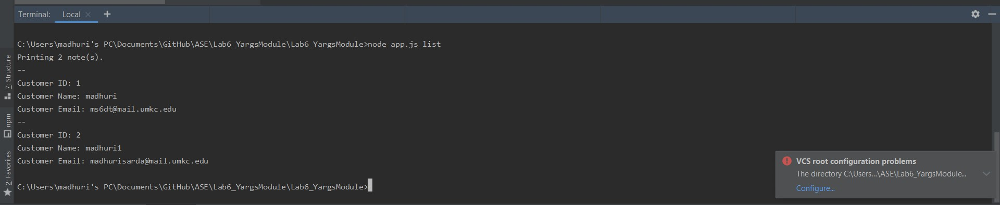 Terminal: Local × +
C:\Users\madhuri's PC\Documents\GitHub\ASE\Lab6_YargsModule\Lab6_YargsModule>node app.js list
Printing 2 note(s).
--
Customer ID: 1
Customer Name: madhuri
Customer Email: ms6dt@mail.umkc.edu
--
Customer ID: 2
Customer Name: madhuri1
Customer Email: madhurisarda@mail.umkc.edu
C:\Users\madhuri's PC\Documents\GitHub\ASE\Lab6_YargsModule\Lab6_YargsModule>
7: Structure
npm
2: Favorites
VCS root configuration problems
The directory C:\Users...\ASE\Lab6_YargsModule...
Configure...